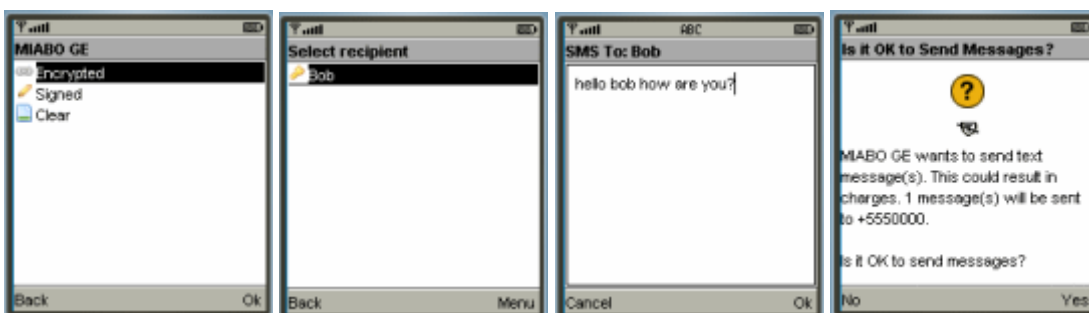 MIABO GE
Encrypted
Signed
Clear
Back Ok
Select recipient
Bob
Back Menu
ABC
SMS To: Bob
hello bob how are you?
Cancel Ok
Is it OK to Send Messages?
?
MIABO GE wants to send text
message(s). This could result in
charges. 1 message(s) will be sent
to +5550000.
Is it OK to send messages?
No Yes